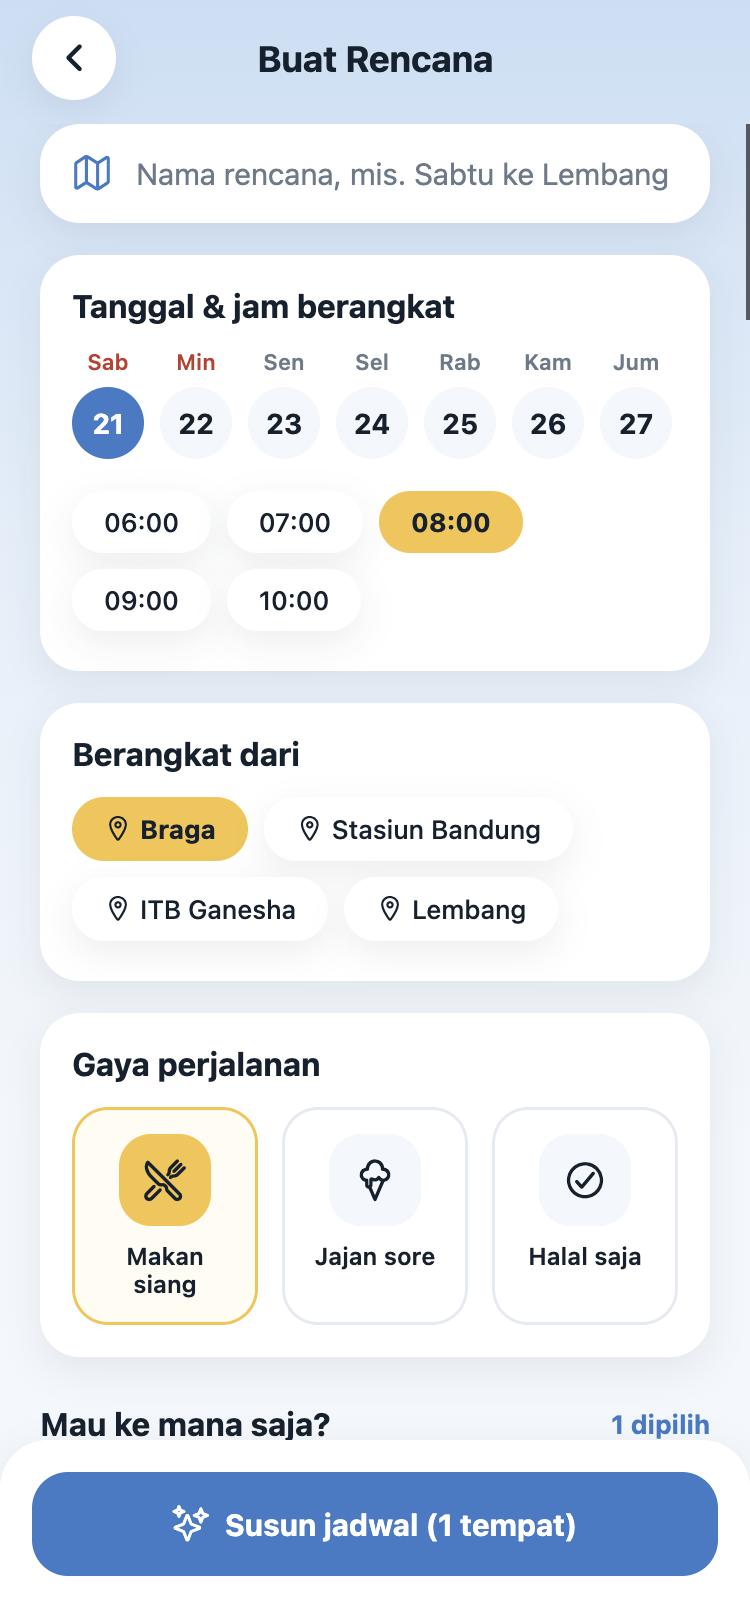 Buat Rencana
Nama rencana, mis. Sabtu ke Lembang
Tanggal & jam berangkat
Sab Min Sen Sel Rab Kam Jum
21 22 23 24 25 26 27
06:00 07:00 08:00
09:00 10:00
Berangkat dari
Braga Stasiun Bandung
ITB Ganesha Lembang
Gaya perjalanan
Makan siang Jajan sore Halal saja
Mau ke mana saja? 1 dipilih
Susun jadwal (1 tempat)